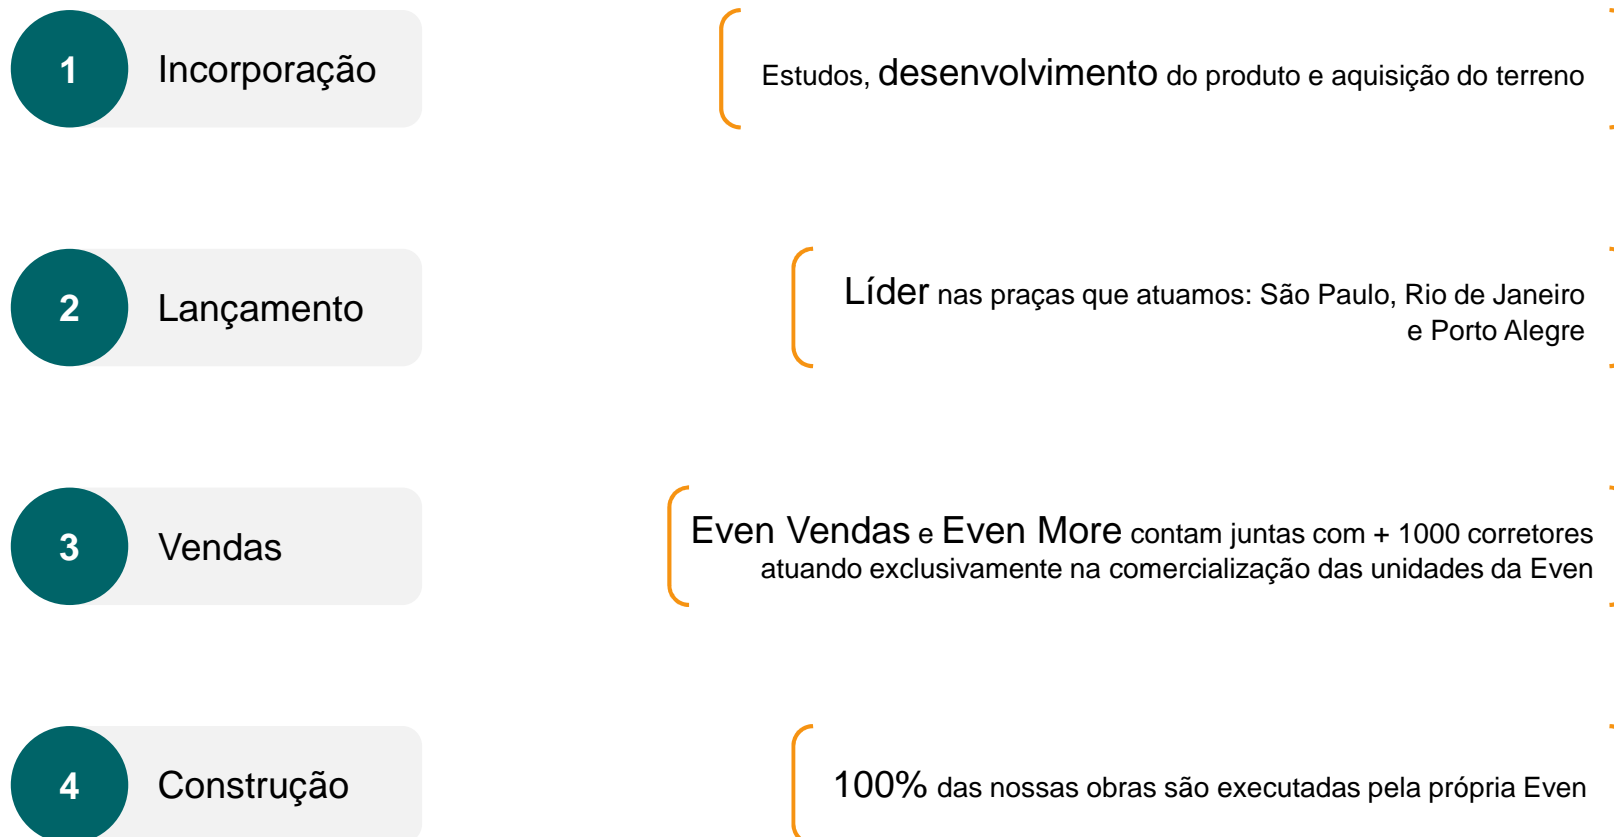 1
Incorporação
Estudos, desenvolvimento do produto e aquisição do terreno
2
Lançamento
Líder nas praças que atuamos: São Paulo, Rio de Janeiro
e Porto Alegre
3
Vendas
Even Vendas e Even More contam juntas com + 1000 corretores
atuando exclusivamente na comercialização das unidades da Even
4
Construção
100% das nossas obras são executadas pela própria Even